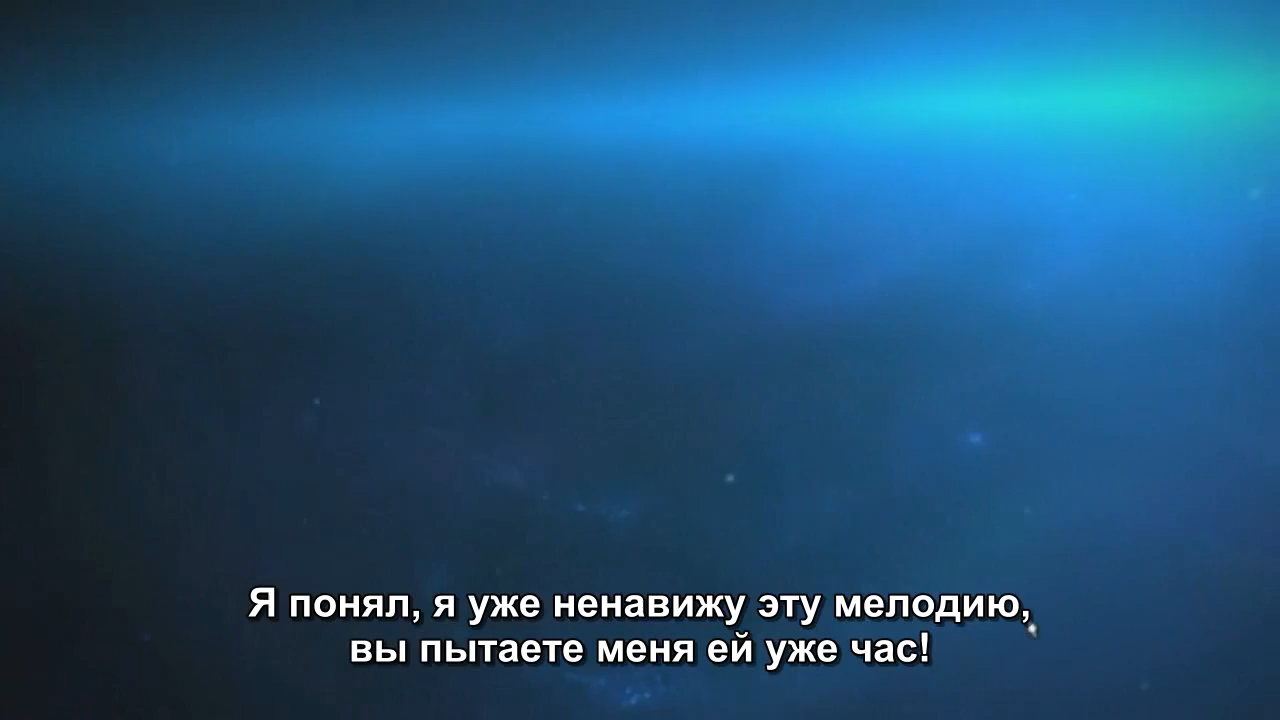 Я понял, я уже ненавижу эту мелодию,
вы пытаете меня ей уже час!